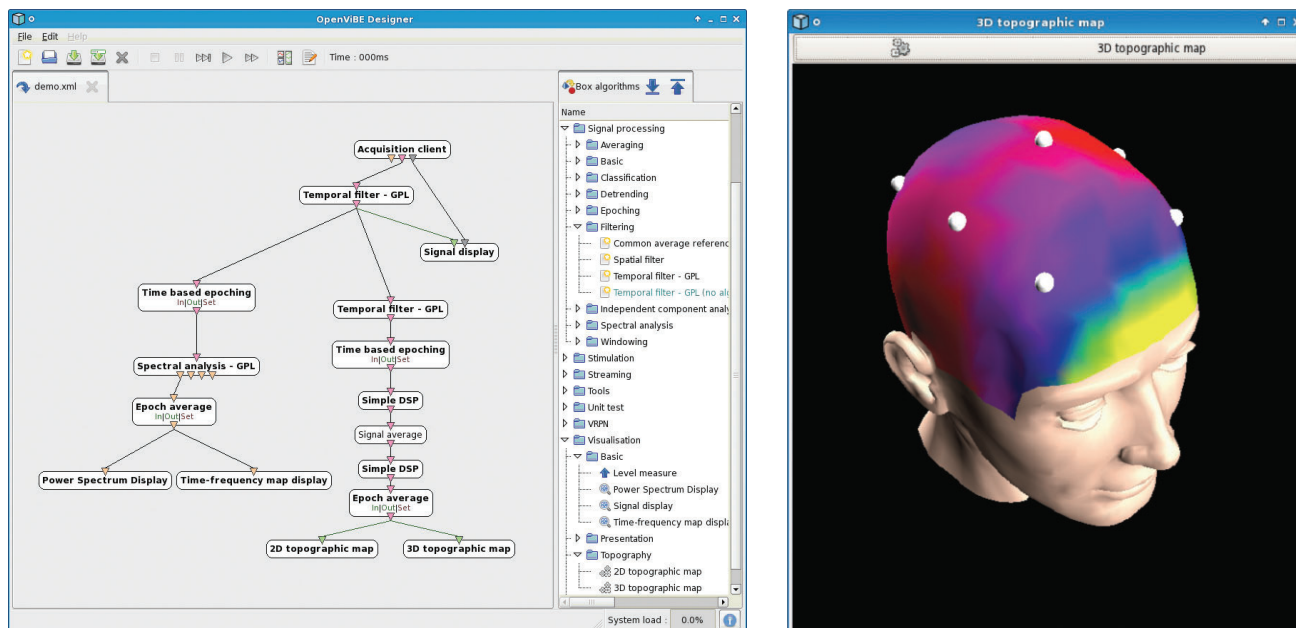 OpenViBE Designer
File Edit Help
Time : 000ms
demo.xml
Acquisition client
Temporal filter - GPL
Signal display
Time based epoching
In|Out|Set
Temporal filter - GPL
Time based epoching
In|Out|Set
Spectral analysis - GPL
Simple DSP
Epoch average
In|Out|Set
Signal average
Simple DSP
Power Spectrum Display
Time-frequency map display
Epoch average
In|Out|Set
2D topographic map
3D topographic map
Box algorithms
Name
Signal processing
Averaging
Basic
Classification
Detrending
Epoching
Filtering
Common average referenc
Spatial filter
Temporal filter - GPL
Temporal filter - GPL (no alg
Independent component analy
Spectral analysis
Windowing
Stimulation
Streaming
Tools
Unit test
VRPN
Visualisation
Basic
Level measure
Power Spectrum Display
Signal display
Time-frequency map displa
Presentation
Topography
2D topographic map
3D topographic map
System load : 0.0%
3D topographic map
3D topographic map